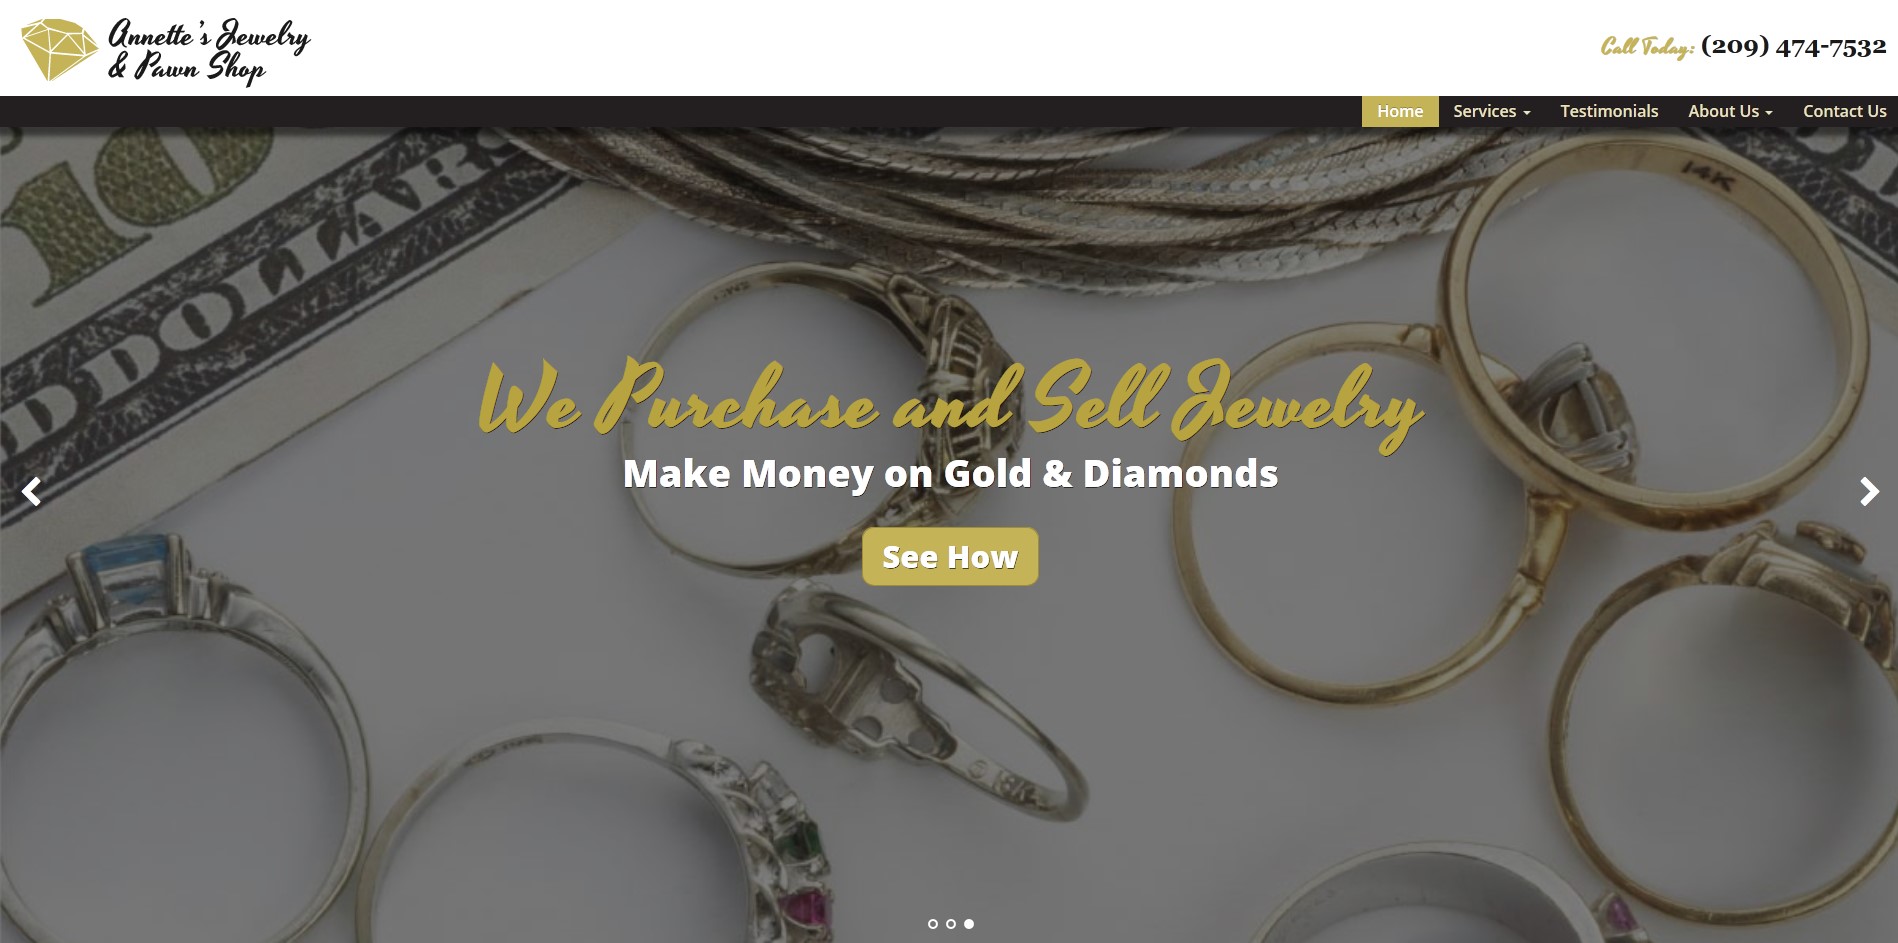 Annette's Jewelry
& Pawn Shop
Call Today: (209) 474-7532
Home
Services
Testimonials
About Us
Contact Us
10
D DOLLARS
14K
We Purchase and Sell Jewelry
Make Money on Gold & Diamonds
See How
18K